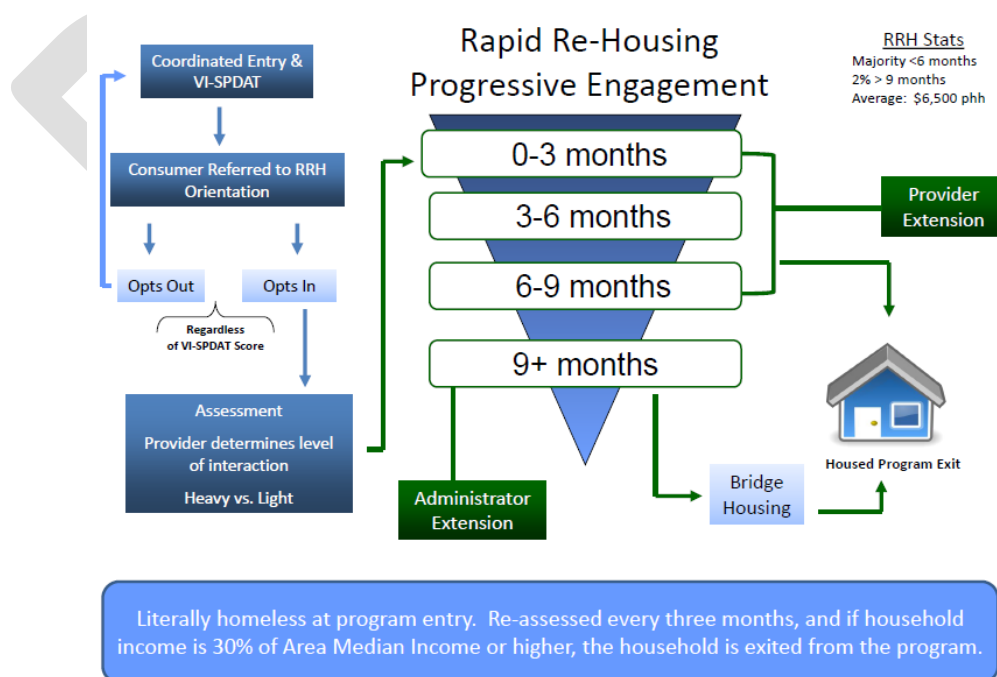 Rapid Re-Housing
Progressive Engagement
RRH Stats
Majority <6 months
2% > 9 months
Average:  $6,500 phh
Coordinated Entry &
VI-SPDAT
Consumer Referred to RRH
Orientation
Opts Out
Opts In
Regardless
of VI-SPDAT Score
Assessment
Provider determines level
of interaction
Heavy vs. Light
0-3 months
3-6 months
6-9 months
9+ months
Provider
Extension
Administrator
Extension
Bridge
Housing
Housed Program Exit
Literally homeless at program entry.  Re-assessed every three months, and if household
income is 30% of Area Median Income or higher, the household is exited from the program.